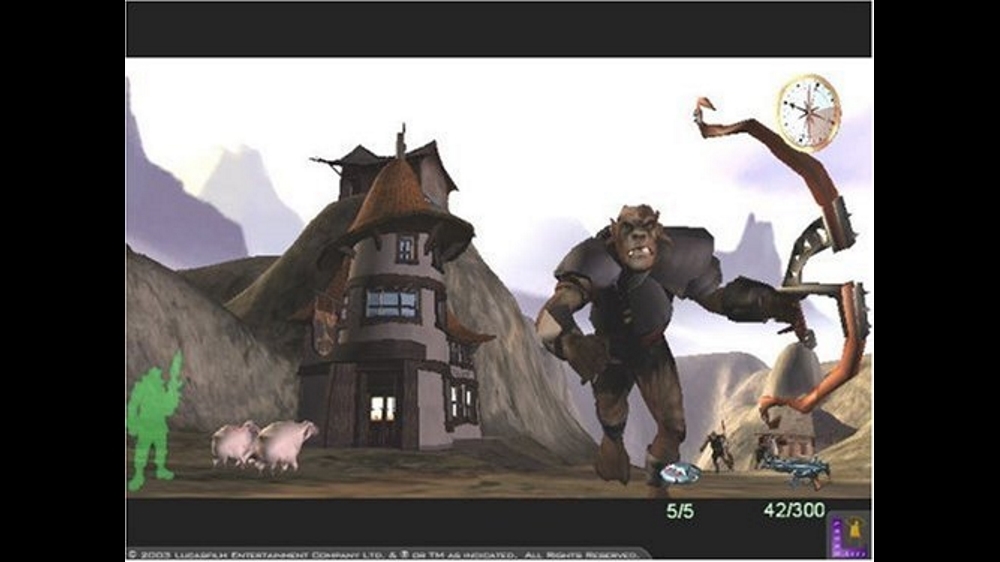 5/5
42/300
© 2003 LUCASFILM ENTERTAINMENT COMPANY LTD. & ® OR TM AS INDICATED. ALL RIGHTS RESERVED.